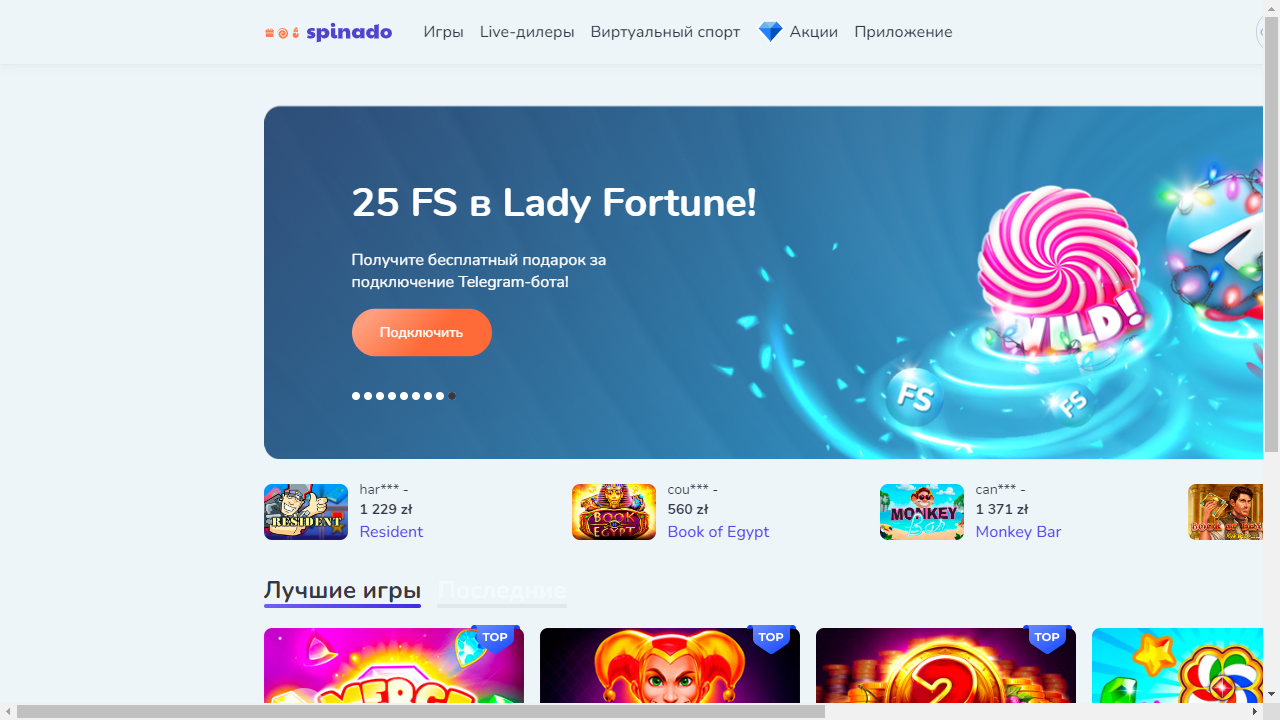 spinado
Игры
Live-дилеры
Виртуальный спорт
Акции
Приложение
25 FS в Lady Fortune!
Получите бесплатный подарок за
подключение Telegram-бота!
Подключить
WILD!
FS
FS
RESIDENT
har*** -
1 229 zł
Resident
BOOK OF EGYPT
cou*** -
560 zł
Book of Egypt
MONKEY Bar
can*** -
1 371 zł
Monkey Bar
Лучшие игры
Последние
TOP
TOP
TOP
MERGE
2